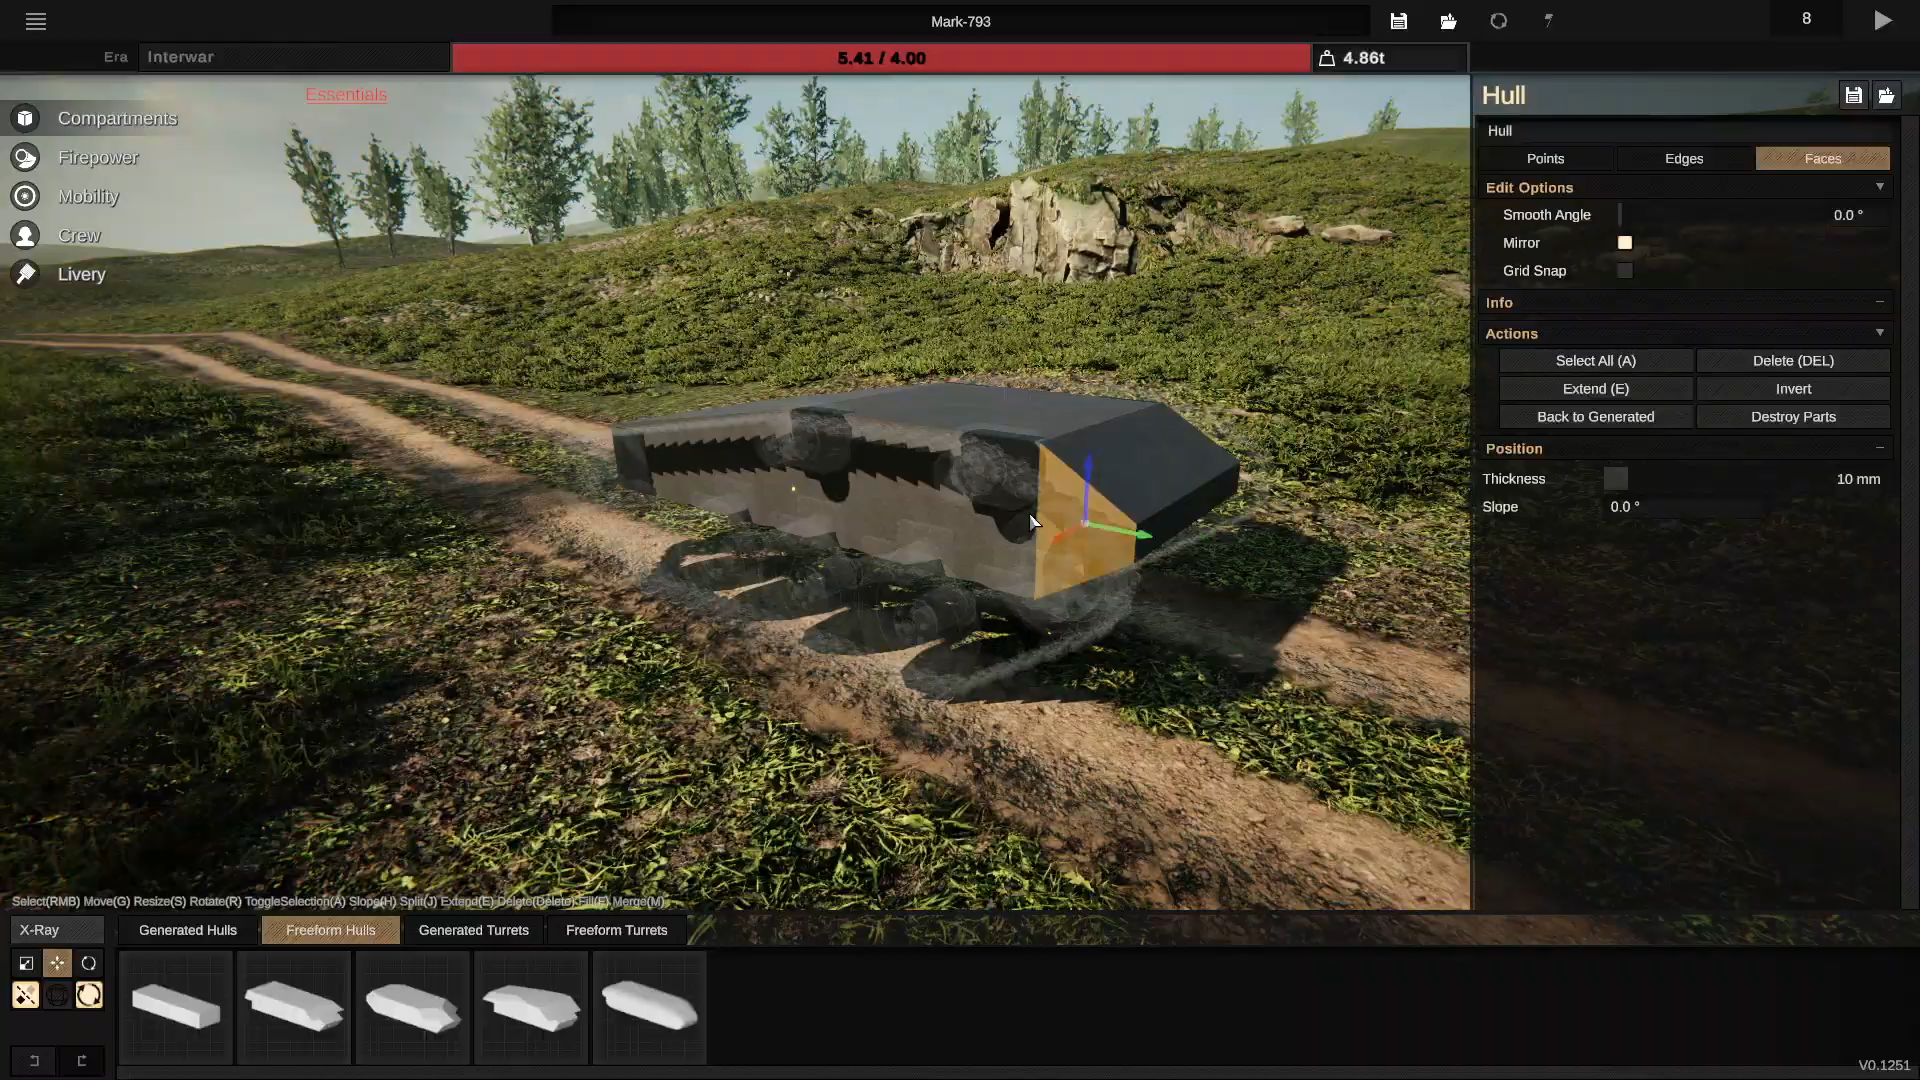 Mark-793
8
Era
Interwar
5.41 / 4.00
4.86t
Essentials
Compartments
Firepower
Mobility
Crew
Livery
Hull
Hull
Points
Edges
Faces
Edit Options
Smooth Angle
0.0 °
Mirror
Grid Snap
Info
Actions
Select All (A)
Delete (DEL)
Extend (E)
Invert
Back to Generated
Destroy Parts
Position
Thickness
10 mm
Slope
0.0 °
Select(RMB) Move(G) Resize(S) Rotate(R) ToggleSelection(A) Slope(H) Split(J) Extend(E) Delete(Delete) Fill(F) Merge(M)
X-Ray
Generated Hulls
Freeform Hulls
Generated Turrets
Freeform Turrets
V0.1251